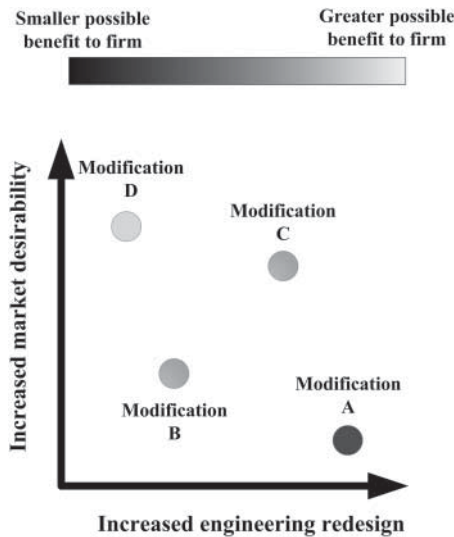 Smaller possible
benefit to firm
Greater possible
benefit to firm
Increased market desirability
Modification
D
Modification
C
Modification
B
Modification
A
Increased engineering redesign